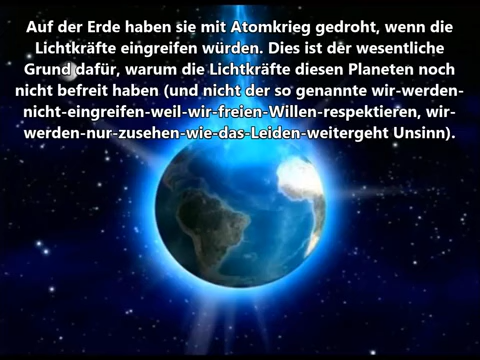 Auf der Erde haben sie mit Atomkrieg gedroht, wenn die
Lichtkräfte eingreifen würden. Dies ist der wesentliche
Grund dafür, warum die Lichtkräfte diesen Planeten noch
nicht befreit haben (und nicht der so genannte wir-werden-
nicht-eingreifen-weil-wir-freien-Willen-respektieren, wir-
werden-nur-zusehen-wie-das-Leiden-weitergeht Unsinn).